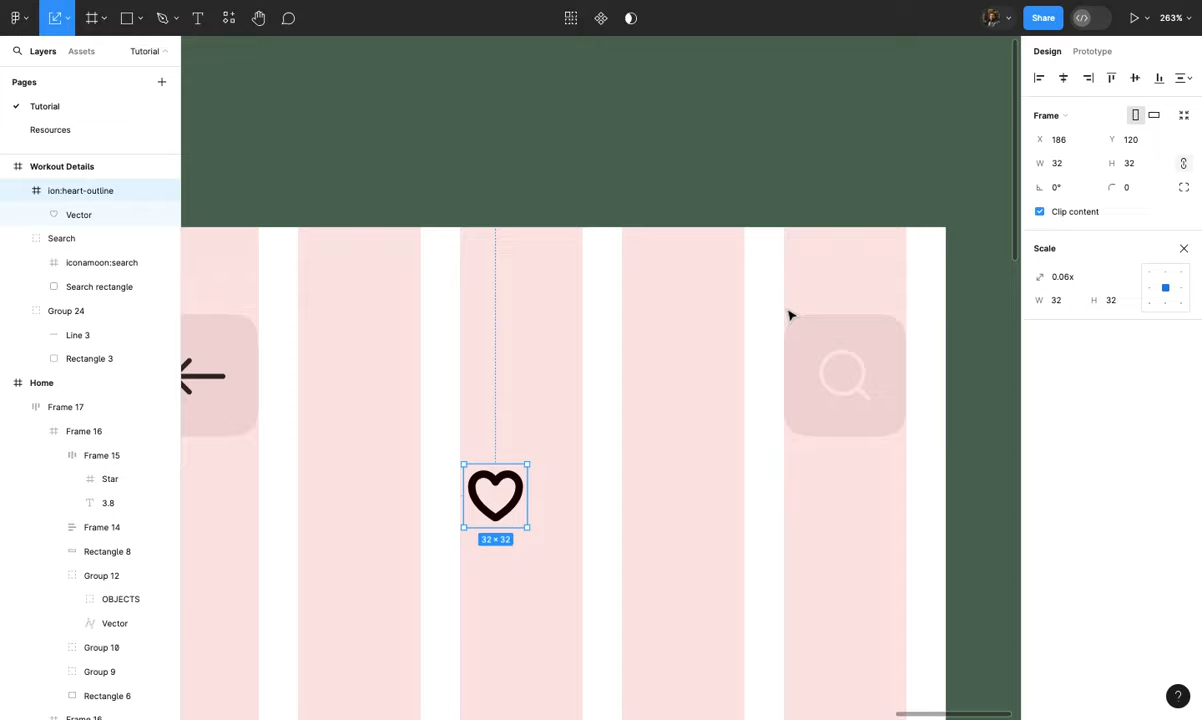 Share
263%
Layers
Assets
Tutorial
Pages
Tutorial
Resources
Workout Details
ion:heart-outline
Vector
Search
iconamoon:search
Search rectangle
Group 24
Line 3
Rectangle 3
Home
Frame 17
Frame 16
Frame 15
Star
3.8
Frame 14
Rectangle 8
Group 12
OBJECTS
Vector
Group 10
Group 9
Rectangle 6
Frame 16
32 × 32
Design
Prototype
Frame
X 186
Y 120
W 32
H 32
0°
0
Clip content
Scale
0.06x
W 32
H 32
?